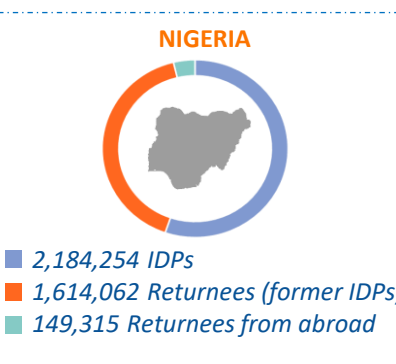 NIGERIA
2,184,254 IDPs
1,614,062 Returnees (former IDPs)
149,315 Returnees from abroad